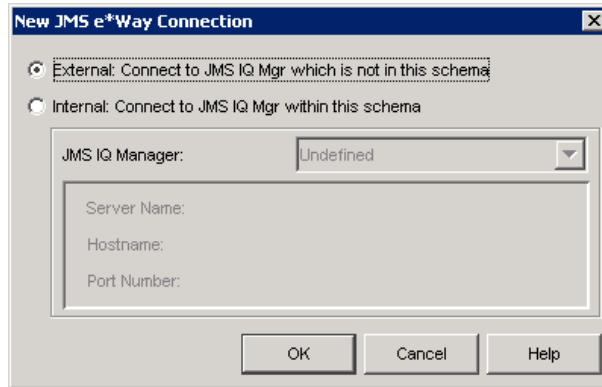 New JMS e*Way Connection
External: Connect to JMS IQ Mgr which is not in this schema
Internal: Connect to JMS IQ Mgr within this schema
JMS IQ Manager: Undefined
Server Name:
Hostname:
Port Number:
OK Cancel Help